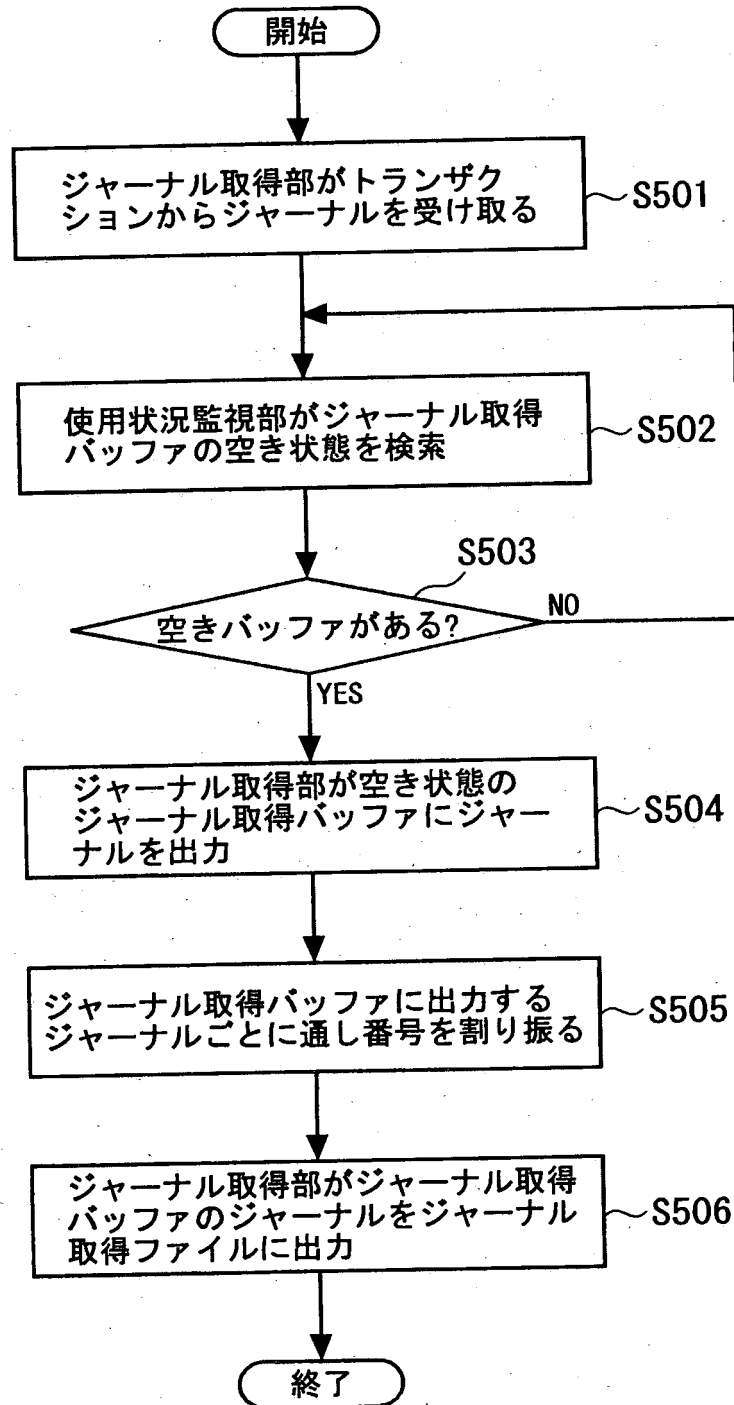 開始
ジャーナル取得部がトランザク
ションからジャーナルを受け取る
S501
使用状況監視部がジャーナル取得
バッファの空き状態を検索
S502
S503
空きバッファがある?
NO
YES
ジャーナル取得部が空き状態の
ジャーナル取得バッファにジャー
ナルを出力
S504
ジャーナル取得バッファに出力する
ジャーナルごとに通し番号を割り振る
S505
ジャーナル取得部がジャーナル取得
バッファのジャーナルをジャーナル
取得ファイルに出力
S506
終了